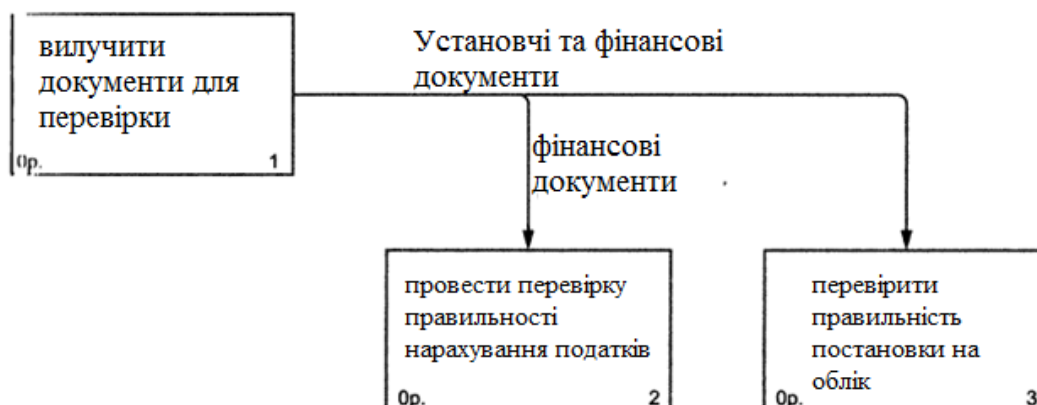 вилучити
документи для
перевірки
0р. 1
Установчі та фінансові
документи
фінансові
документи
провести перевірку
правильності
нарахування податків
0р. 2
перевірити
правильність
постановки на
облік
0р. 3